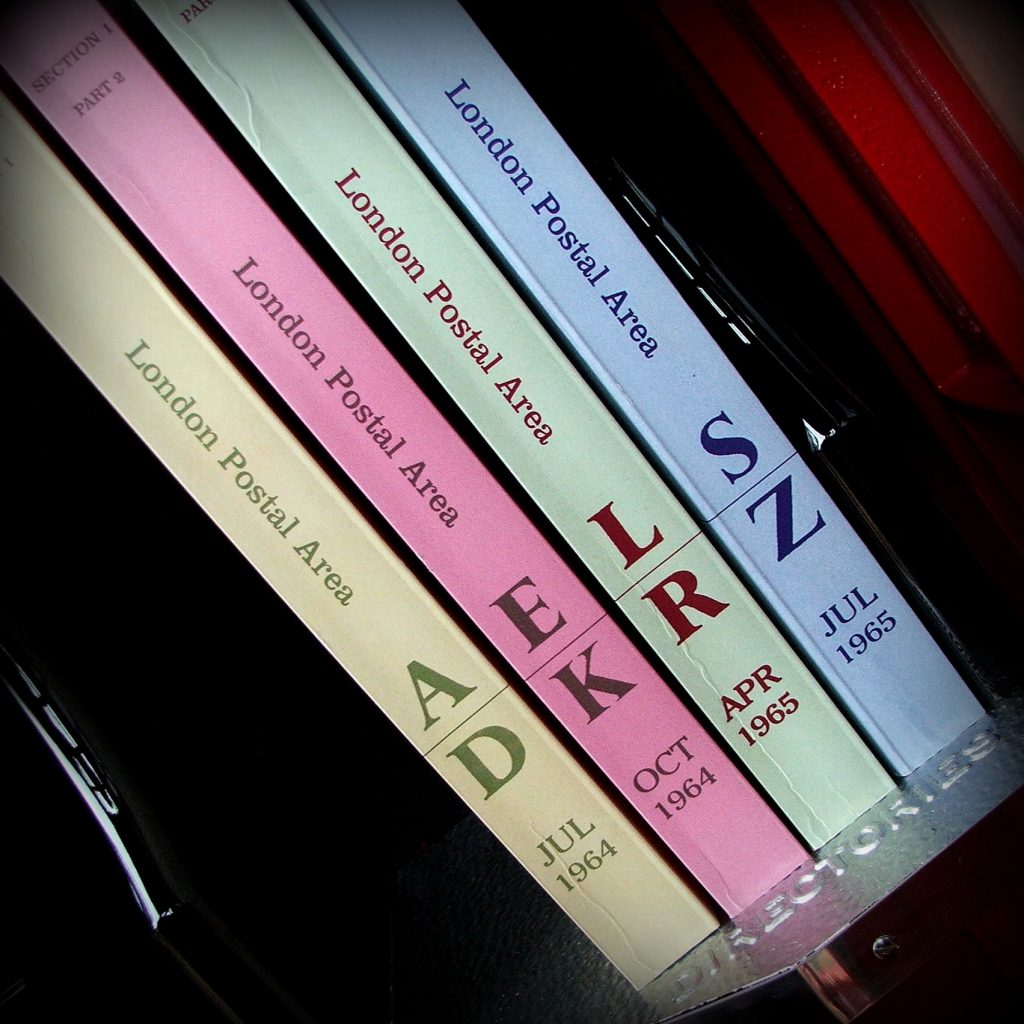 London Postal Area
A
D
JUL
1964
SECTION 1
PART 2
London Postal Area
E
K
OCT
1964
London Postal Area
L
R
APR
1965
London Postal Area
S
Z
JUL
1965
DIRECTORIES